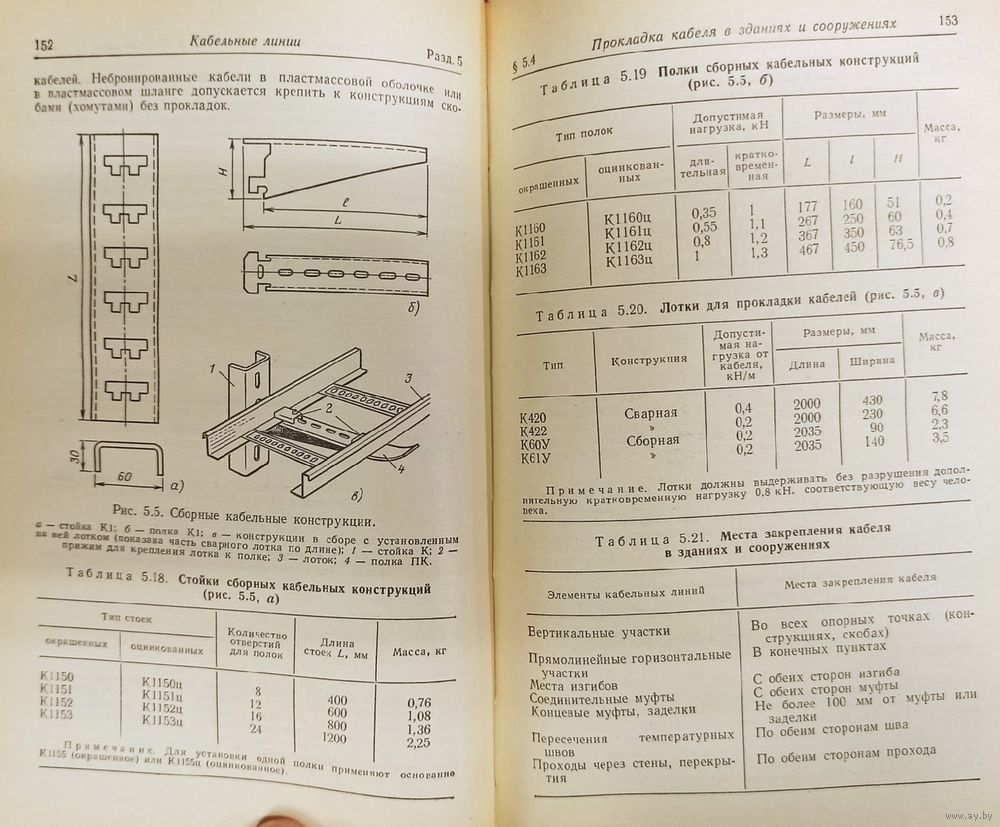 152
Кабельные линии
Разд. 5
кабелей. Небронированные кабели в пластмассовой оболочке или
в пластмассовом шланге допускается крепить к конструкциям ско-
бами (хомутами) без прокладок.
L
30
60
а)
H
l
L
б)
1
2
3
4
в)
Рис. 5.5. Сборные кабельные конструкции.
а — стойка К1; б — полка К1; в — конструкции в сборе с установленным
на ней лотком (показана часть сварного лотка по длине); 1 — стойка К; 2 —
прижим для крепления лотка к полке; 3 — лоток; 4 — полка ПК.
Таблица 5.18. Стойки сборных кабельных конструкций
(рис. 5.5, а)
Тип стоек
Количество отверстий для полок
Длина стоек L, мм
Масса, кг
окрашенных
оцинкованных
К1150 К1150ц 8 400 0,76
К1151 К1151ц 12 600 1,08
К1152 К1152ц 16 800 1,36
К1153 К1153ц 24 1200 2,25
Примечание. Для установки одной полки применяют основание
К1155 (окрашенное) или К1155ц (оцинкованное).
§ 5.4
Прокладка кабеля в зданиях и сооружениях
153
Таблица 5.19 Полки сборных кабельных конструкций
(рис. 5.5, б)
Тип полок
Допустимая нагрузка, кН
Размеры, мм
Масса, кг
окрашенных
оцинкован-
ных
дли-
тельная
кратко-
времен-
ная
L
l
H
К1160 К1160ц 0,35 1 177 160 51 0,2
К1161 К1161ц 0,55 1,1 267 250 60 0,4
К1162 К1162ц 0,8 1,2 367 350 63 0,7
К1163 К1163ц 1 1,3 467 450 76,5 0,8
Таблица 5.20. Лотки для прокладки кабелей (рис. 5.5, в)
Тип
Конструкция
Допусти-
мая на-
грузка от
кабеля,
кН/м
Размеры, мм
Длина
Ширина
Масса,
кг
К420 Сварная 0,4 2000 430 7,8
К422 » 0,2 2000 230 6,6
К60У Сборная 0,2 2035 90 2,3
К61У » 0,2 2035 140 3,5
Примечание. Лотки должны выдерживать без разрушения допол-
нительную кратковременную нагрузку 0,8 кН, соответствующую весу чело-
века.
Таблица 5.21. Места закрепления кабеля
в зданиях и сооружениях
Элементы кабельных линий
Места закрепления кабеля
Вертикальные участки
Во всех опорных точках (кон-
струкциях, скобах)
Прямолинейные горизонтальные
участки
В конечных пунктах
Места изгибов
С обеих сторон изгиба
Соединительные муфты
С обеих сторон муфты
Концевые муфты, заделки
Не более 100 мм от муфты или
заделки
Пересечения температурных
швов
По обеим сторонам шва
Проходы через стены, перекры-
тия
По обеим сторонам прохода
www.ay.by